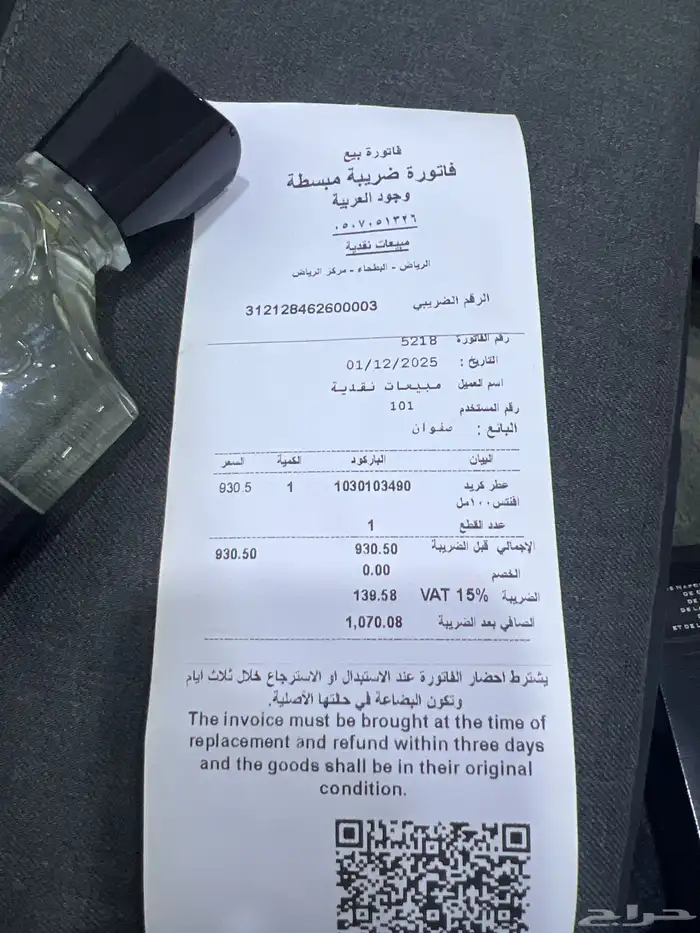 فاتورة بيع
فاتورة ضريبة مبسطة
وجود العربية
٠٥٠٧٠٥١٣٢٦
مبيعات نقدية
الرياض - البطحاء - مركز الرياض
الرقم الضريبي 312128462600003
رقم الفاتورة 5218
التاريخ : 01/12/2025
اسم العميل مبيعات نقدية
رقم المستخدم 101
البائع : صفوان
البيان الباركود الكمية السعر
عطر كريد 1030103490 1 930.5
افنتس ١٠٠مل
عدد القطع 1
الإجمالي قبل الضريبة 930.50 930.50
الخصم 0.00
الضريبة VAT 15% 139.58
الصافي بعد الضريبة 1,070.08
يشترط احضار الفاتورة عند الاستبدال او الاسترجاع خلال ثلاث ايام
وتكون البضاعة في حالتها الأصلية.
The invoice must be brought at the time of
replacement and refund within three days
and the goods shall be in their original
condition.
حراج